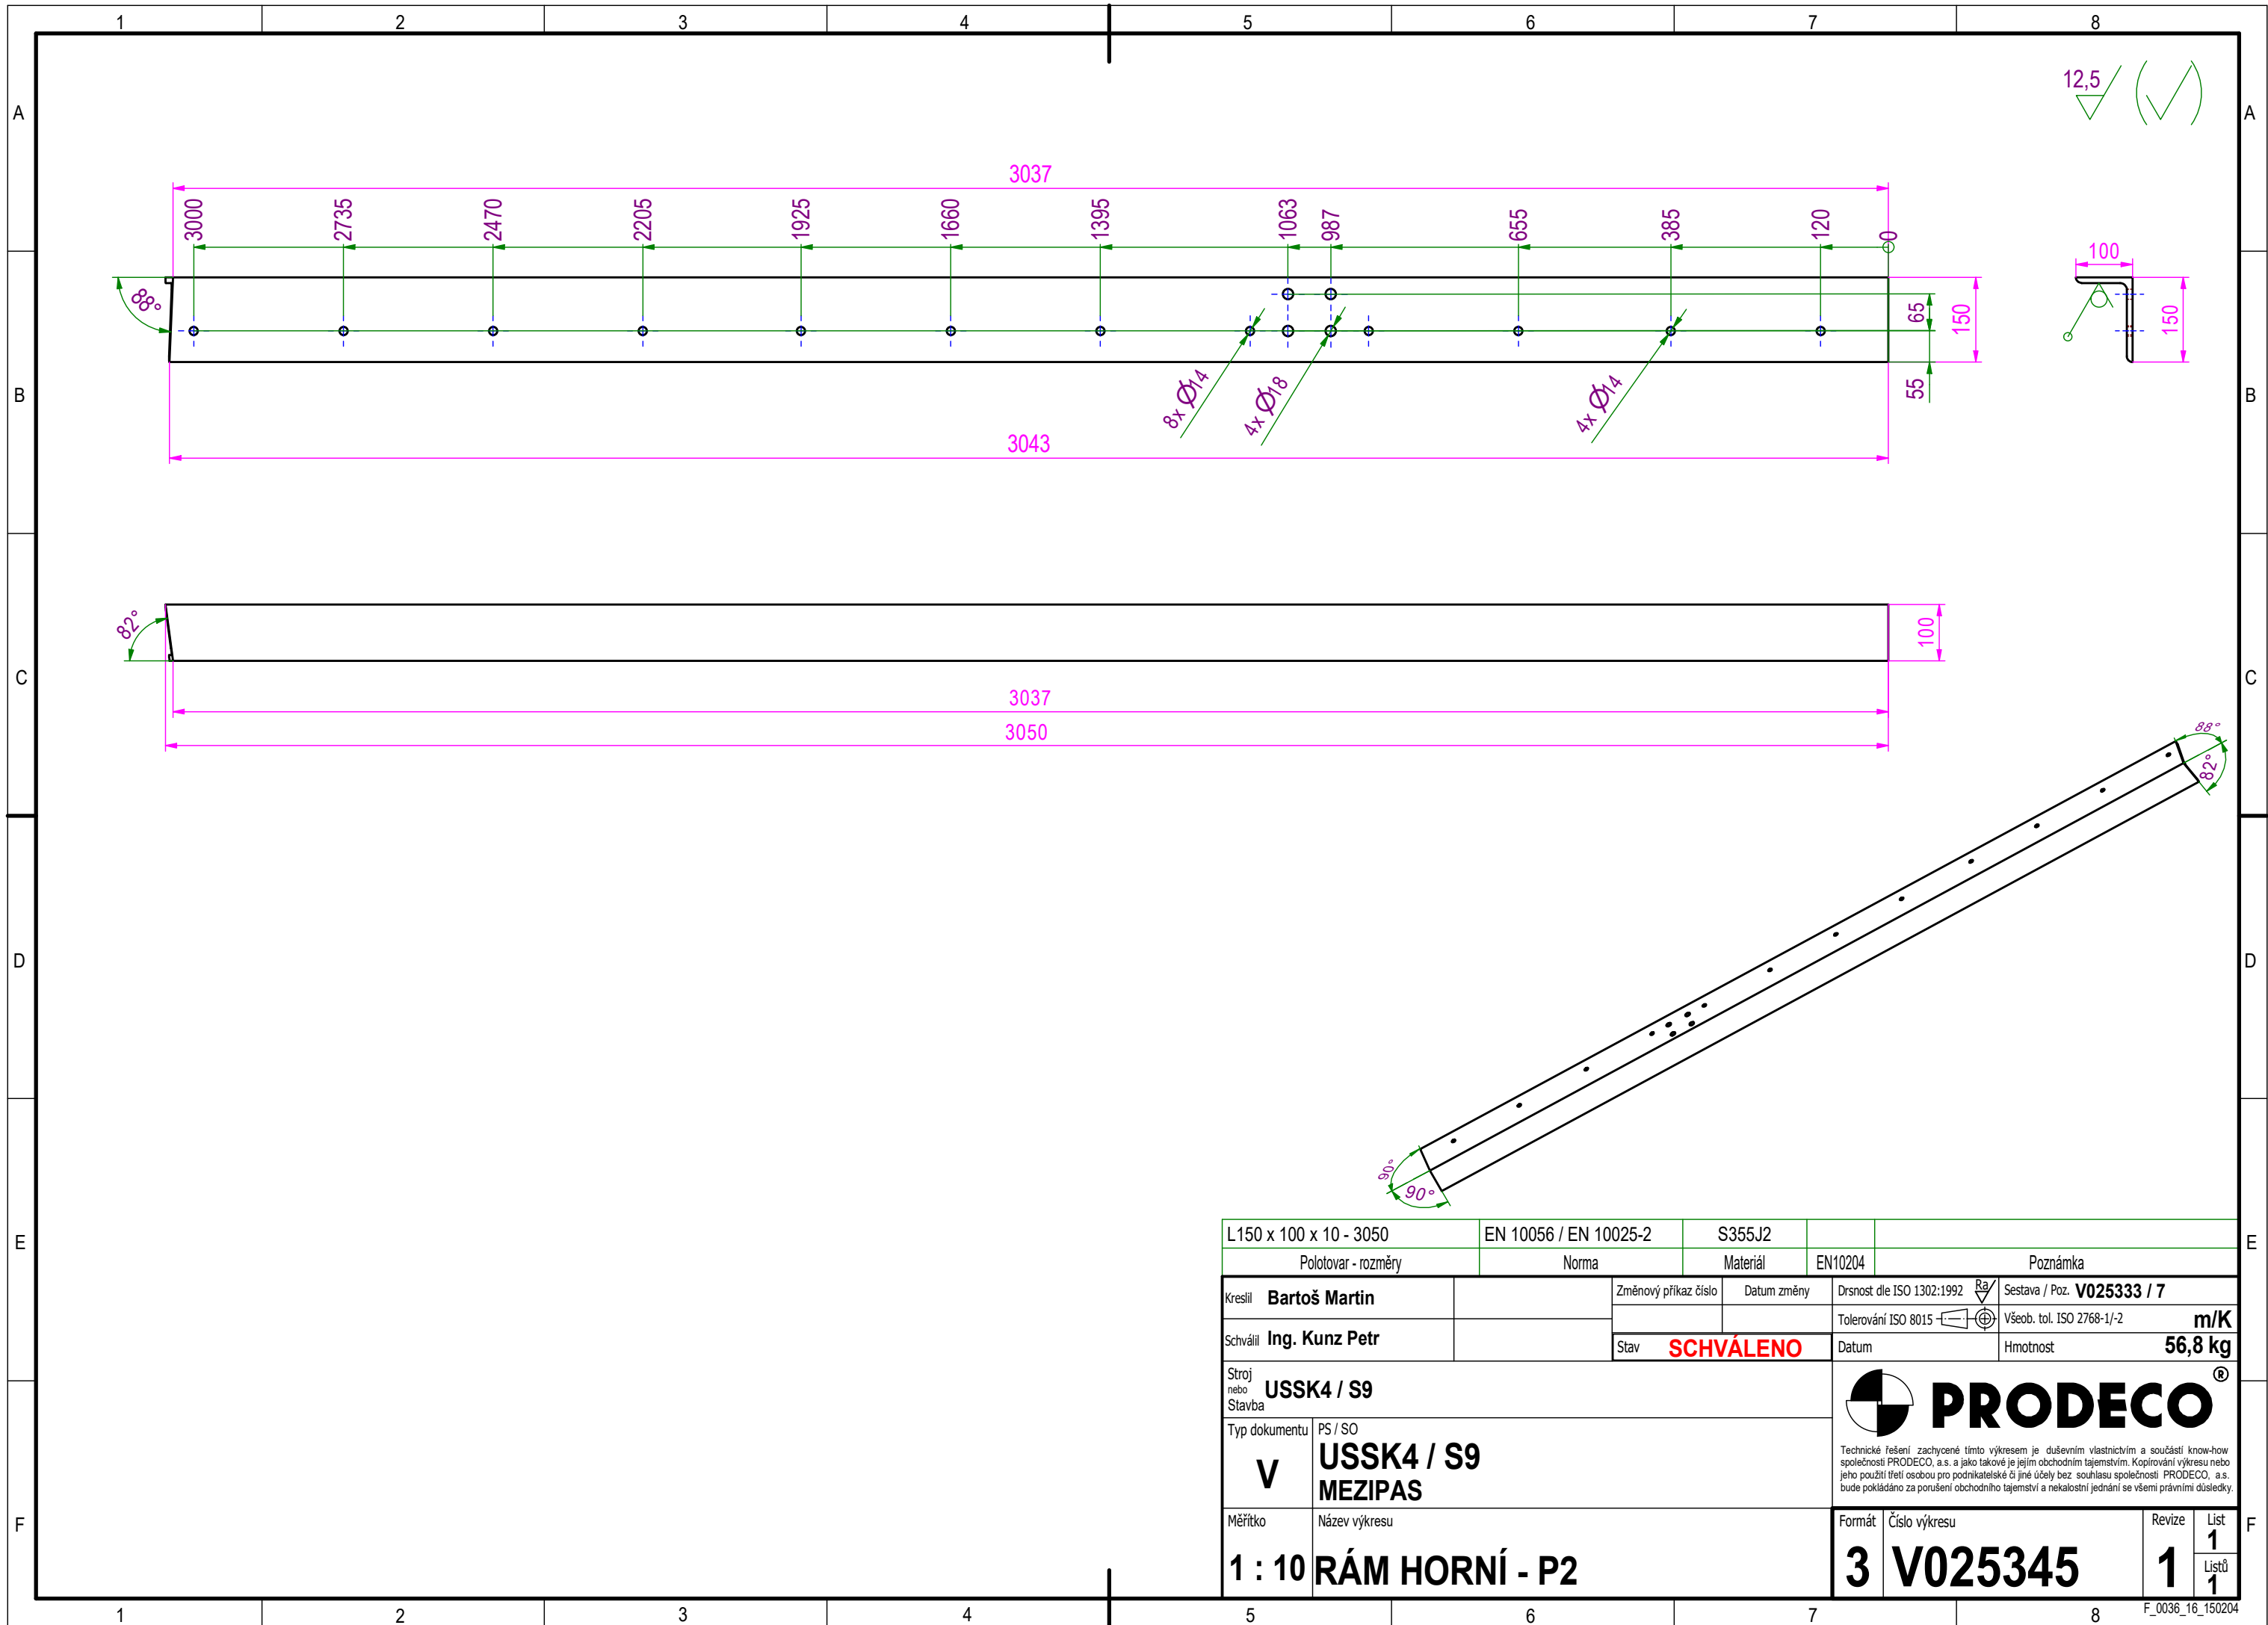 1 2 3 4 5 6 7 8
A A
12,5
3037
3000 2735 2470 2205 1925 1660 1395 1063 987 655 385 120 0
100
88°
65 150 150
55
B B
8x Ø14 4x Ø18 4x Ø14
3043
82°
100
C C
3037
3050
88°
82°
D D
90°
90°
E E
L150 x 100 x 10 - 3050 EN 10056 / EN 10025-2 S355J2
Polotovar - rozměry Norma Materiál EN10204 Poznámka
Kreslil Bartoš Martin Změnový příkaz číslo Datum změny Drsnost dle ISO 1302:1992 Ra Sestava / Poz. V025333 / 7
Tolerování ISO 8015 Všeob. tol. ISO 2768-1/-2 m/K
Schválil Ing. Kunz Petr Stav SCHVÁLENO Datum Hmotnost 56,8 kg
Stroj
nebo USSK4 / S9
Stavba
PRODECO®
Typ dokumentu PS / SO
V USSK4 / S9
MEZIPAS
Technické řešení zachycené tímto výkresem je duševním vlastnictvím a součástí know-how
společnosti PRODECO, a.s. a jako takové je jejím obchodním tajemstvím. Kopírování výkresu nebo
jeho použití třetí osobou pro podnikatelské či jiné účely bez souhlasu společnosti PRODECO, a.s.
bude pokládáno za porušení obchodního tajemství a nekalostní jednání se všemi právními důsledky.
F F
Měřítko Název výkresu Formát Číslo výkresu Revize List
1 : 10 RÁM HORNÍ - P2 3 V025345 1 1
Listů
1
1 2 3 4 5 6 7 8
F_0036_16_150204